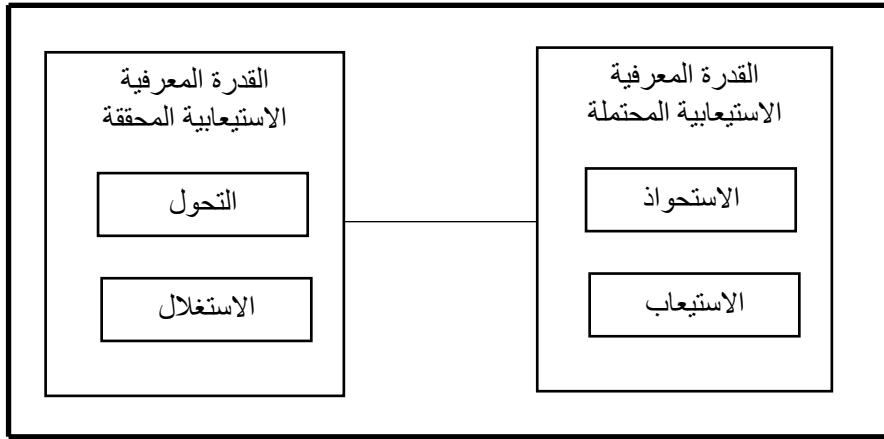 القدرة المعرفية
الاستيعابية المحتملة
الاستحواذ
الاستيعاب
القدرة المعرفية
الاستيعابية المحققة
التحول
الاستغلال